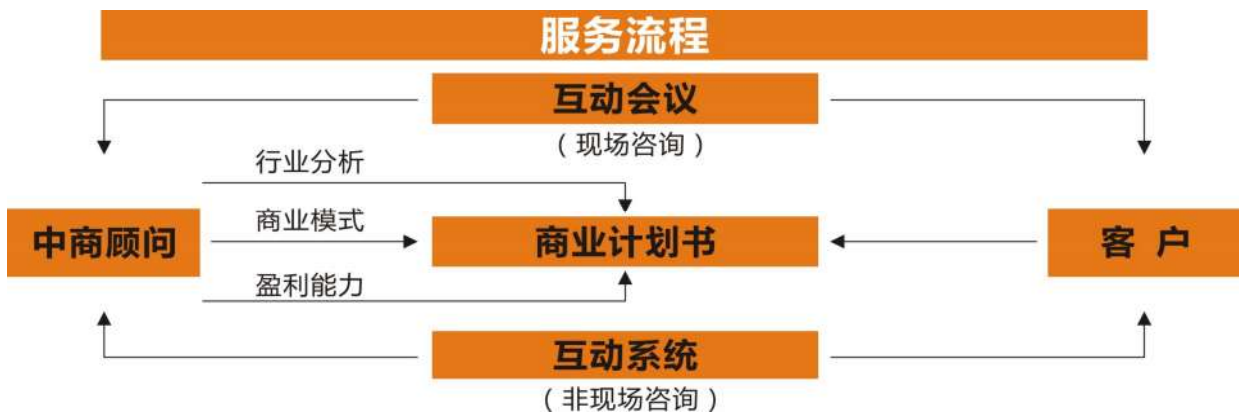 服务流程
互动会议
（现场咨询）
行业分析
中商顾问
商业模式
商业计划书
客 户
盈利能力
互动系统
（非现场咨询）